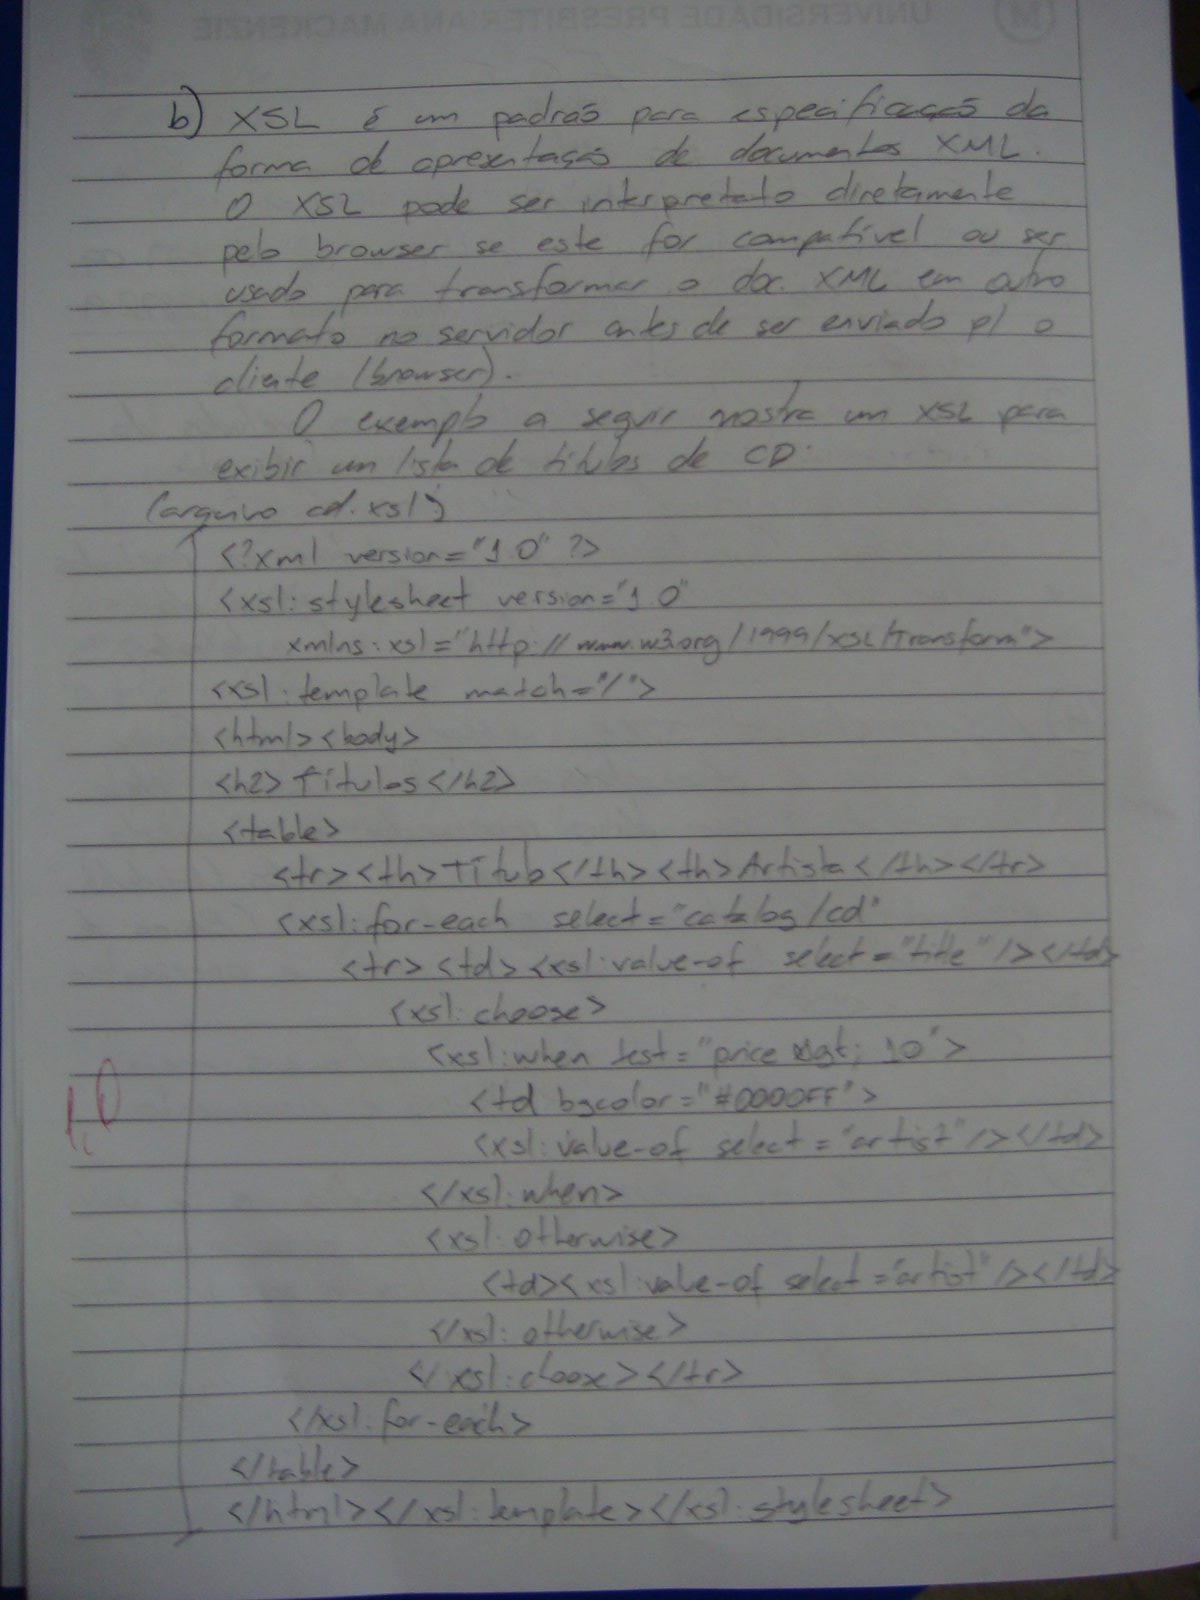 UNIVERSIDADE PRESBITERIANA MACKENZIE
b) XSL é um padrão para especificação da
forma de apresentação de documentos XML.
O XSL pode ser interpretato diretamente
pelo browser se este for compatível ou ser
usado para transformar o doc. XML em outro
formato no servidor antes de ser enviado p/ o
cliente (browser).
O exemplo a seguir mostra um XSL para
exibir um lista de títulos de CD.
(arquivo cd.xsl)
<?xml version="1.0" ?>
<xsl:stylesheet version="1.0"
xmlns:xsl="http://www.w3.org/1999/XSL/Transform">
<xsl:template match="/">
<html><body>
<h2>Títulos</h2>
<table>
<tr><th>Título</th><th>Artista</th></tr>
<xsl:for-each select="catalog/cd"
<tr><td><xsl:value-of select="title"/></td>
<xsl:choose>
<xsl:when test="price &gt; 10">
<td bgcolor="#0000FF">
<xsl:value-of select="artist"/></td>
</xsl:when>
<xsl:otherwise>
<td><xsl:value-of select="artist"/></td>
</xsl:otherwise>
</xsl:choose></tr>
</xsl:for-each>
</table>
</html></xsl:template></xsl:stylesheet>
1,0